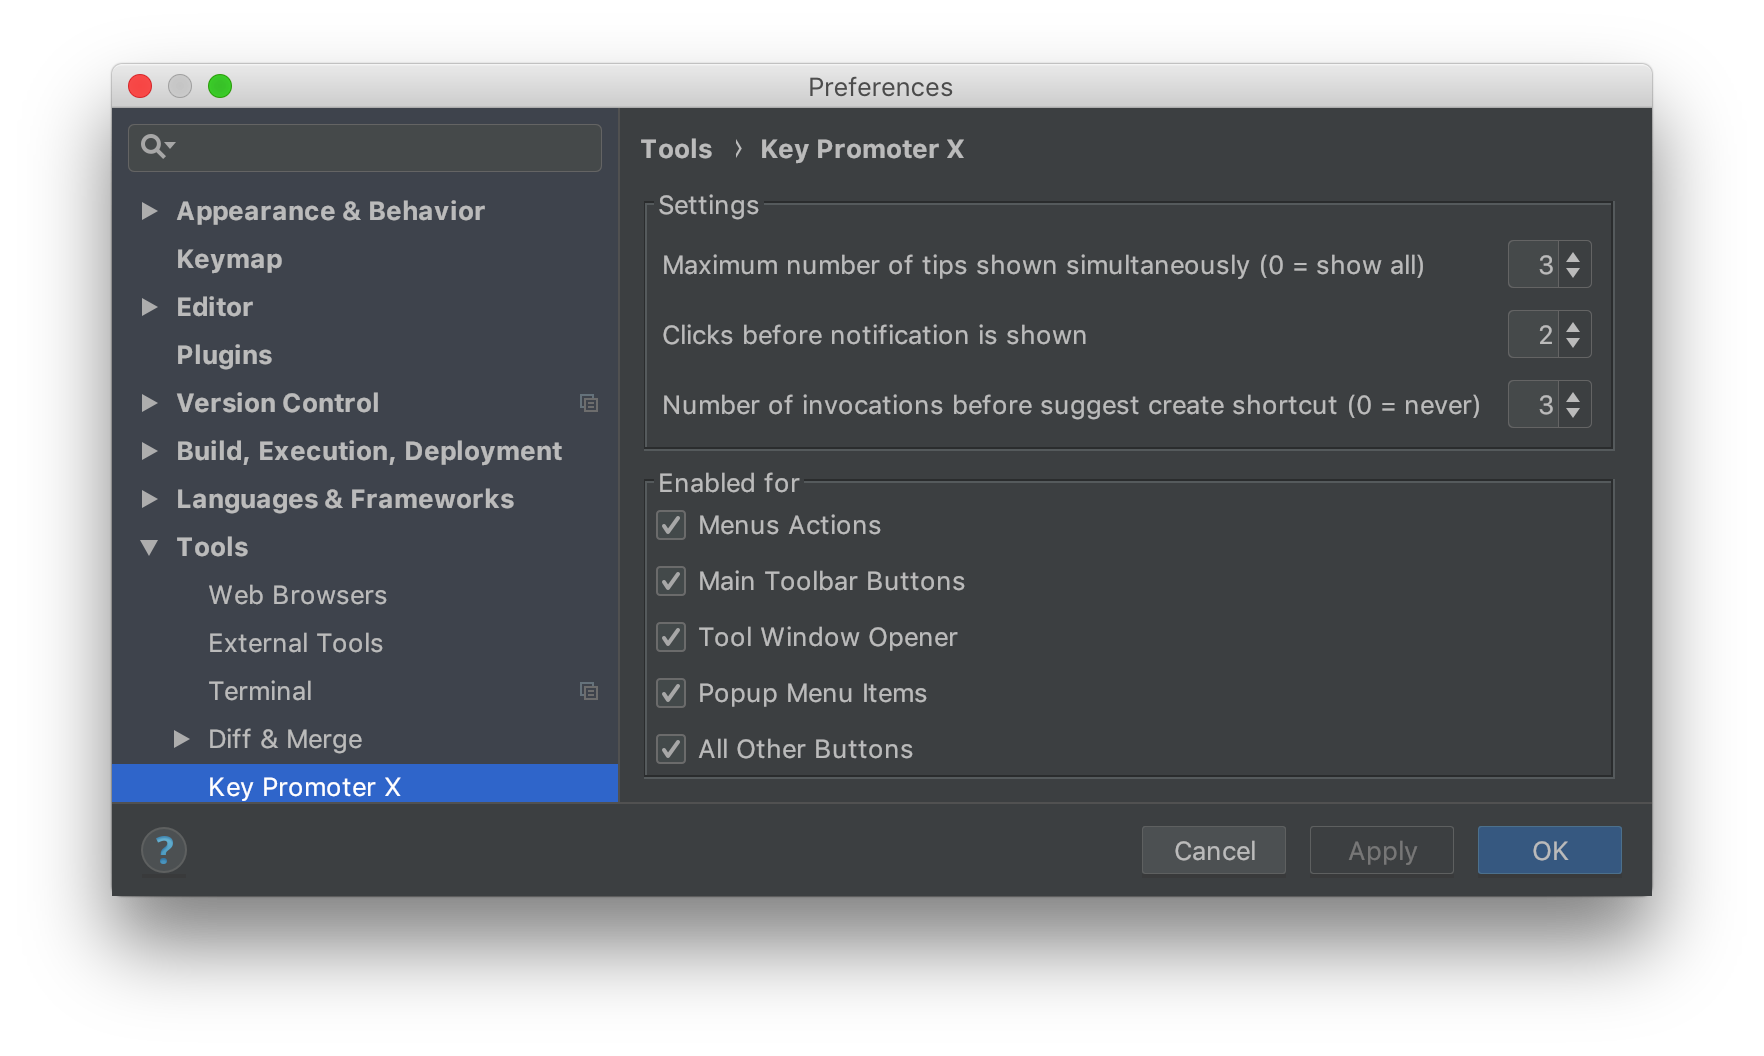 Preferences
Appearance & Behavior
Keymap
Editor
Plugins
Version Control
Build, Execution, Deployment
Languages & Frameworks
Tools
Web Browsers
External Tools
Terminal
Diff & Merge
Key Promoter X
Tools › Key Promoter X
Settings
Maximum number of tips shown simultaneously (0 = show all) 3
Clicks before notification is shown 2
Number of invocations before suggest create shortcut (0 = never) 3
Enabled for
Menus Actions
Main Toolbar Buttons
Tool Window Opener
Popup Menu Items
All Other Buttons
? Cancel Apply OK